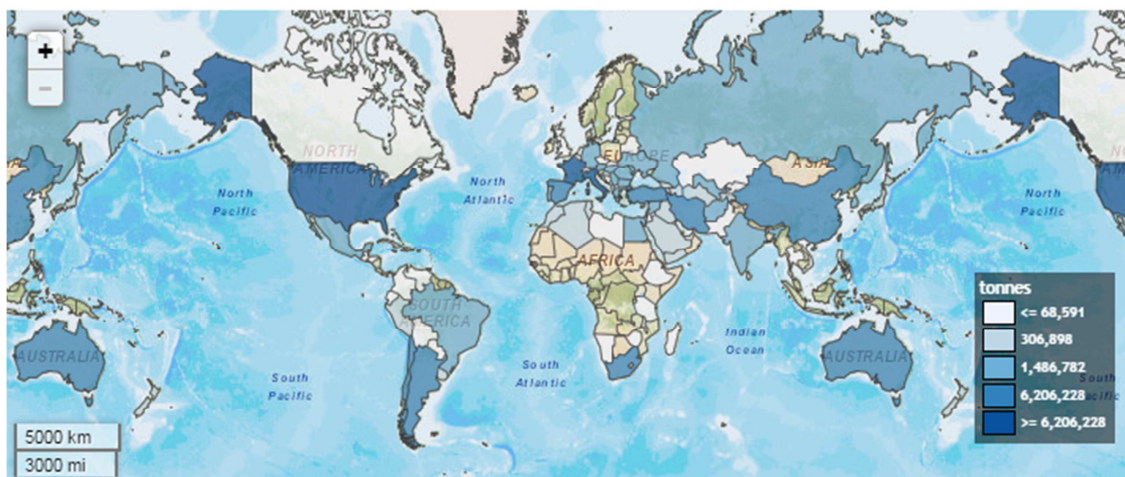 +
−
NORTH
AMERICA
North
Pacific
North
Atlantic
EUROPE
ASIA
North
Pacific
AFRICA
SOUTH
AMERICA
AUSTRALIA
Indian
Ocean
AUSTRALIA
South
Pacific
South
Atlantic
South
Pacific
tonnes
<= 68,591
306,898
1,486,782
6,206,228
>= 6,206,228
5000 km
3000 mi